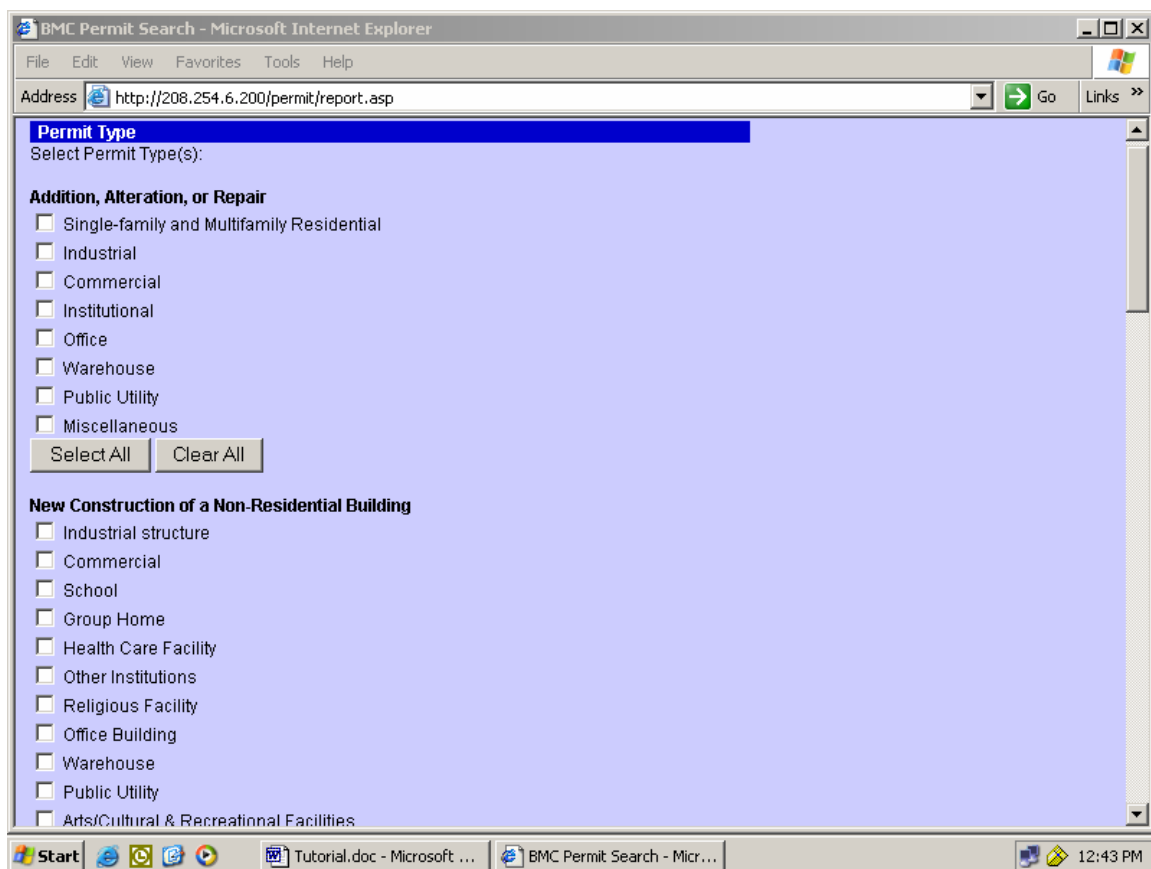 BMC Permit Search - Microsoft Internet Explorer
File Edit View Favorites Tools Help
Address http://208.254.6.200/permit/report.asp Go Links »
Permit Type
Select Permit Type(s):
Addition, Alteration, or Repair
Single-family and Multifamily Residential
Industrial
Commercial
Institutional
Office
Warehouse
Public Utility
Miscellaneous
Select All Clear All
New Construction of a Non-Residential Building
Industrial structure
Commercial
School
Group Home
Health Care Facility
Other Institutions
Religious Facility
Office Building
Warehouse
Public Utility
Arts/Cultural & Recreational Facilities
Start Tutorial.doc - Microsoft ... BMC Permit Search - Micr... 12:43 PM